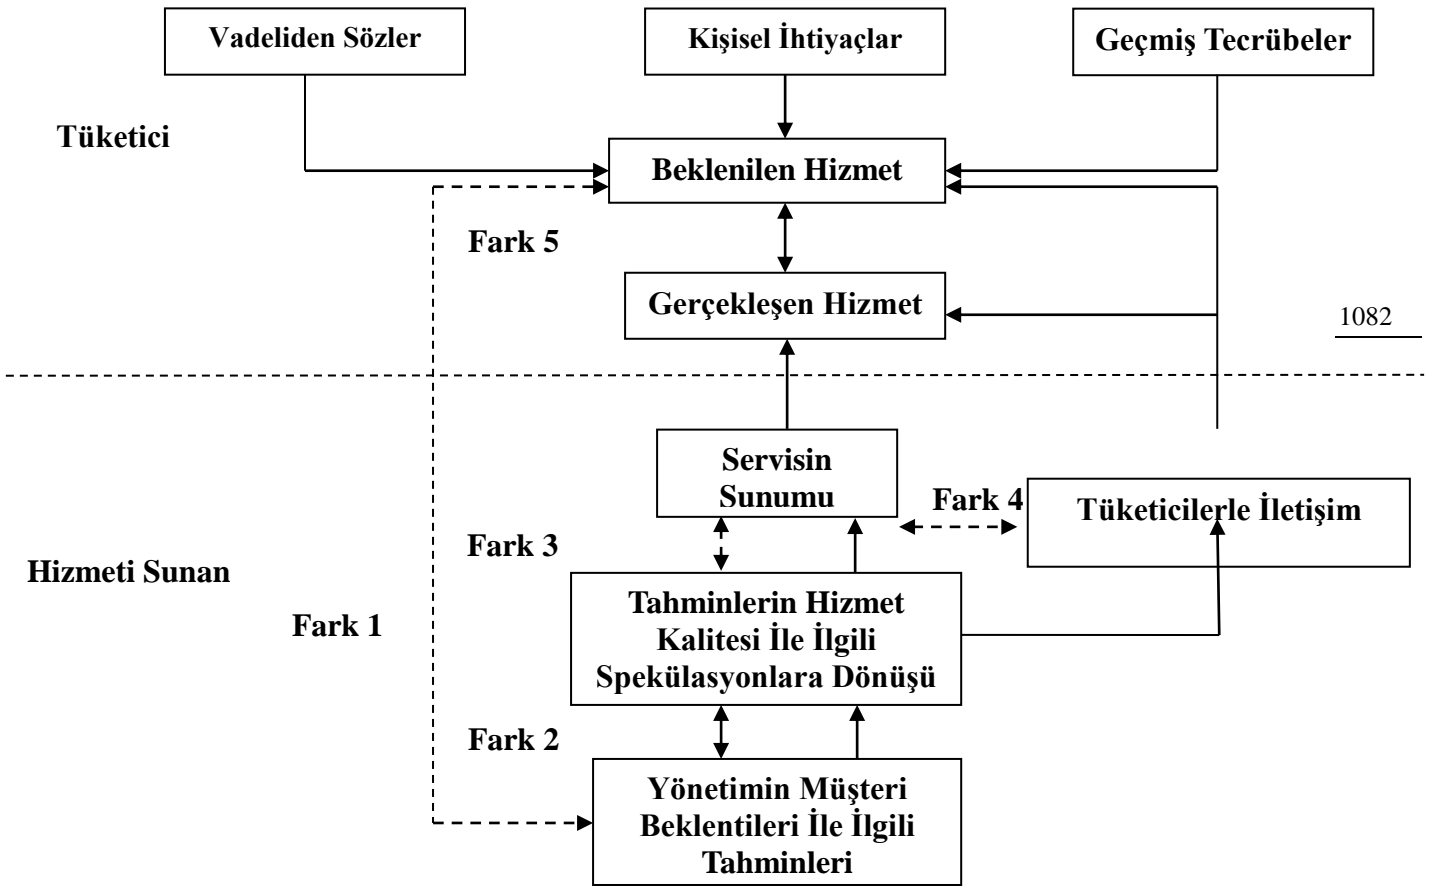 Vadeliden Sözler
Kişisel İhtiyaçlar
Geçmiş Tecrübeler
Tüketici
Beklenilen Hizmet
Fark 5
Gerçekleşen Hizmet
1082
Servisin
Sunumu
Fark 4
Tüketicilerle İletişim
Fark 3
Hizmeti Sunan
Tahminlerin Hizmet
Kalitesi İle İlgili
Spekülasyonlara Dönüşü
Fark 1
Fark 2
Yönetimin Müşteri
Beklentileri İle İlgili
Tahminleri